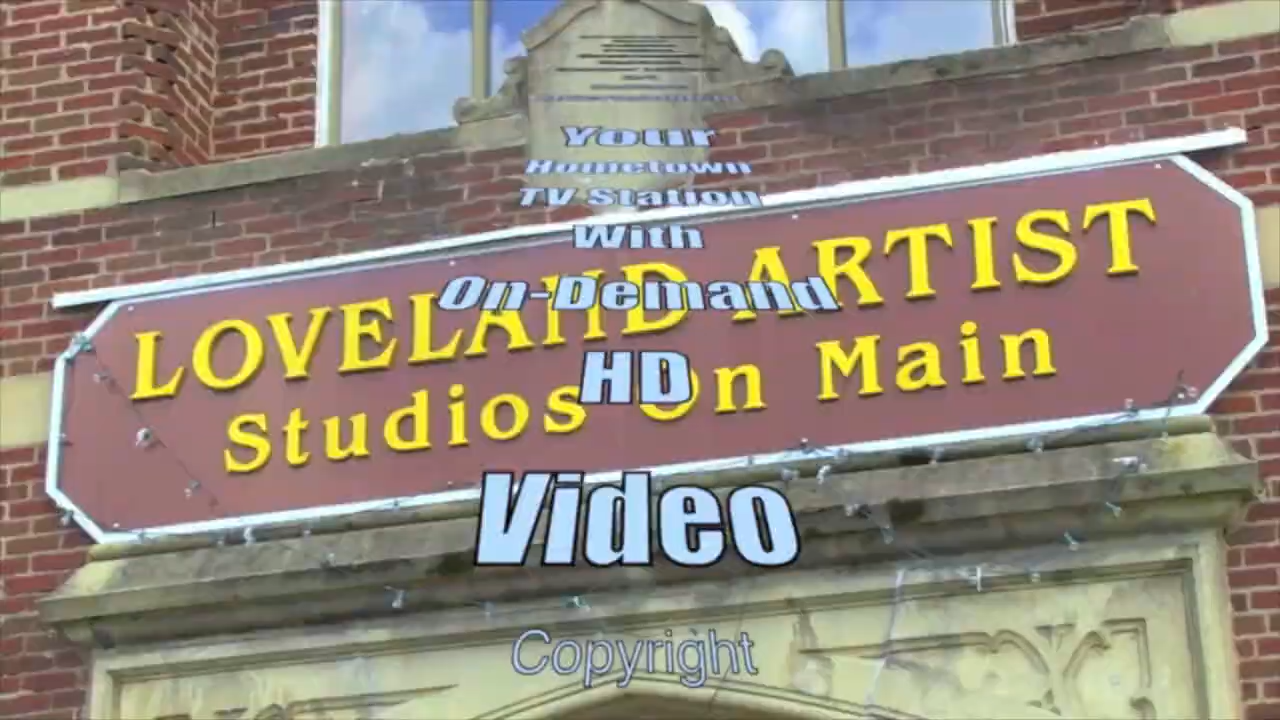 Your
Hometown
TV Station
With
On-Demand
HD
Video
LOVELAND ARTIST
Studios On Main
Copyright